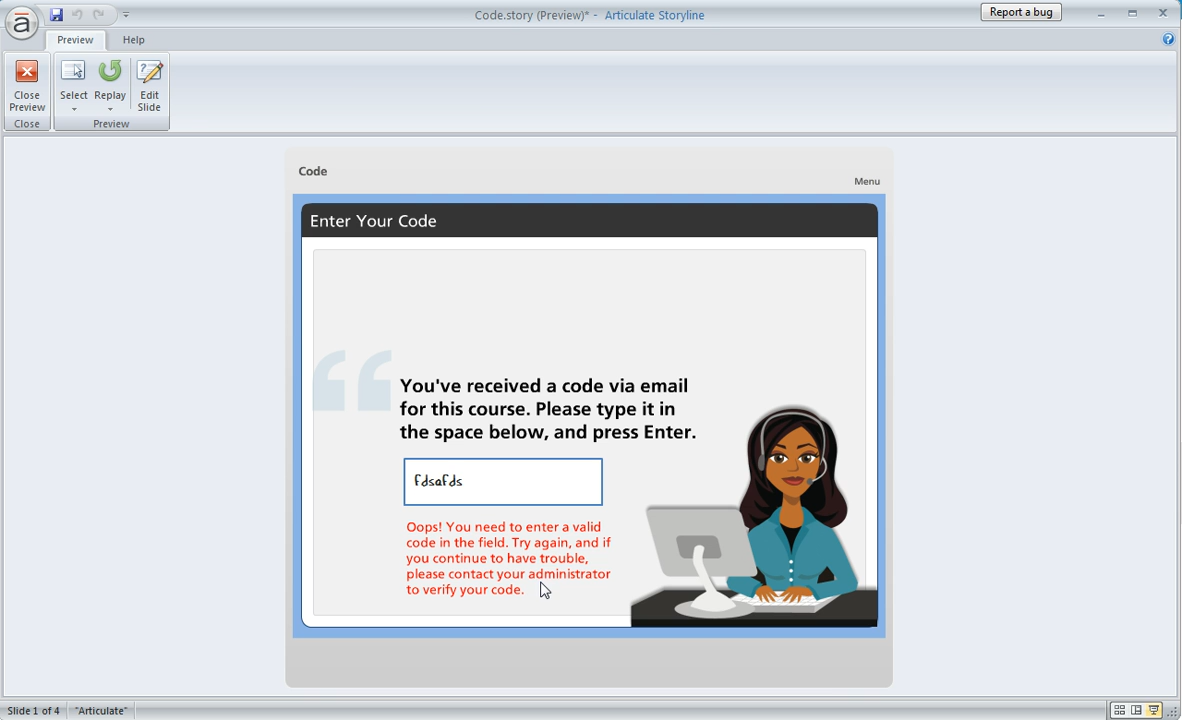 Code.story (Preview)* - Articulate Storyline
Report a bug
Preview Help
Close Preview
Select
Replay
Edit Slide
Close
Preview
Code
Menu
Enter Your Code
You've received a code via email
for this course. Please type it in
the space below, and press Enter.
fdsafds
Oops! You need to enter a valid
code in the field. Try again, and if
you continue to have trouble,
please contact your administrator
to verify your code.
Slide 1 of 4 "Articulate"